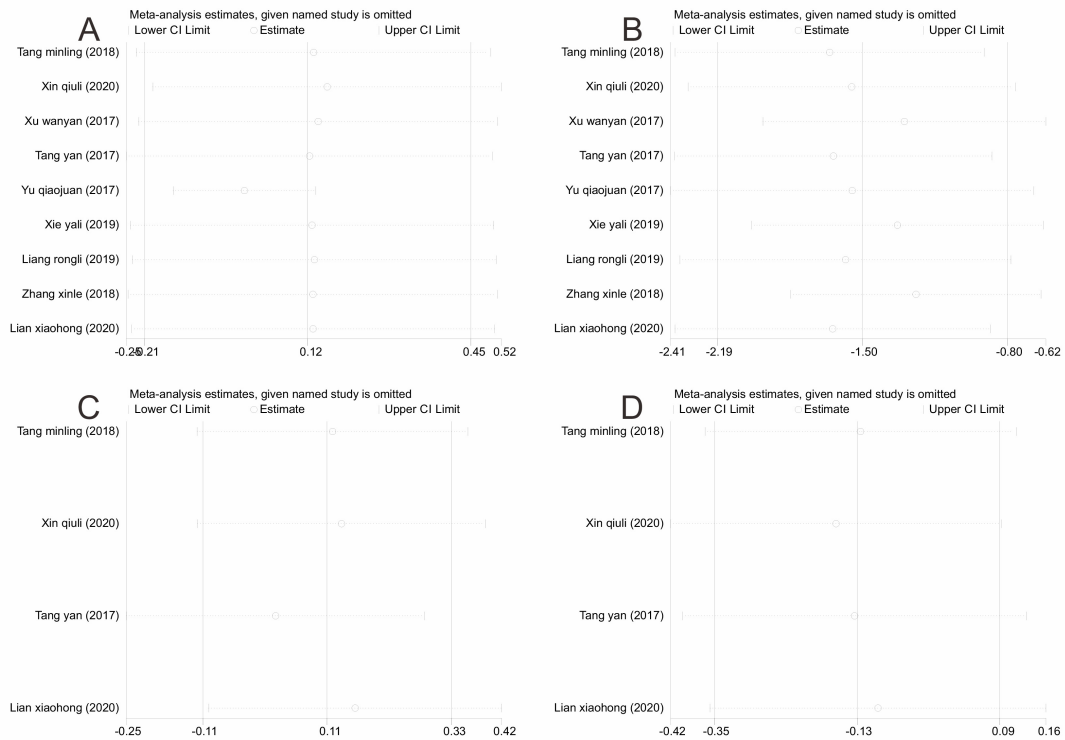 A
Meta-analysis estimates, given named study is omitted
Lower CI Limit Estimate Upper CI Limit
Tang minling (2018)
Xin qiuli (2020)
Xu wanyan (2017)
Tang yan (2017)
Yu qiaojuan (2017)
Xie yali (2019)
Liang rongli (2019)
Zhang xinle (2018)
Lian xiaohong (2020)
-0.21 0.12 0.45 0.52
B
Meta-analysis estimates, given named study is omitted
Lower CI Limit Estimate Upper CI Limit
Tang minling (2018)
Xin qiuli (2020)
Xu wanyan (2017)
Tang yan (2017)
Yu qiaojuan (2017)
Xie yali (2019)
Liang rongli (2019)
Zhang xinle (2018)
Lian xiaohong (2020)
-2.41 -2.19 -1.50 -0.80 -0.62
C
Meta-analysis estimates, given named study is omitted
Lower CI Limit Estimate Upper CI Limit
Tang minling (2018)
Xin qiuli (2020)
Tang yan (2017)
Lian xiaohong (2020)
-0.25 -0.11 0.11 0.33 0.42
D
Meta-analysis estimates, given named study is omitted
Lower CI Limit Estimate Upper CI Limit
Tang minling (2018)
Xin qiuli (2020)
Tang yan (2017)
Lian xiaohong (2020)
-0.42 -0.35 -0.13 0.09 0.16